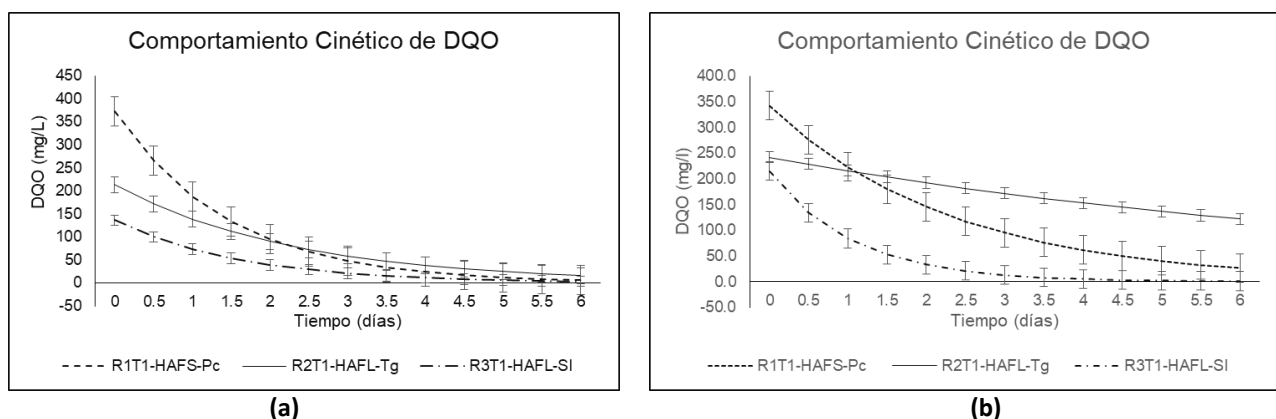 Comportamiento Cinético de DQO
450
400
350
300
250
200
150
100
50
0
-50
DQO (mg/L)
0 0.5 1 1.5 2 2.5 3 3.5 4 4.5 5 5.5 6
Tiempo (días)
R1T1-HAFS-Pc R2T1-HAFL-Tg R3T1-HAFL-SI
(a)
Comportamiento Cinético de DQO
400.0
350.0
300.0
250.0
200.0
150.0
100.0
50.0
0.0
-50.0
DQO (mg/l)
0 0.5 1 1.5 2 2.5 3 3.5 4 4.5 5 5.5 6
Tiempo (días)
R1T1-HAFS-Pc R2T1-HAFL-Tg R3T1-HAFL-SI
(b)